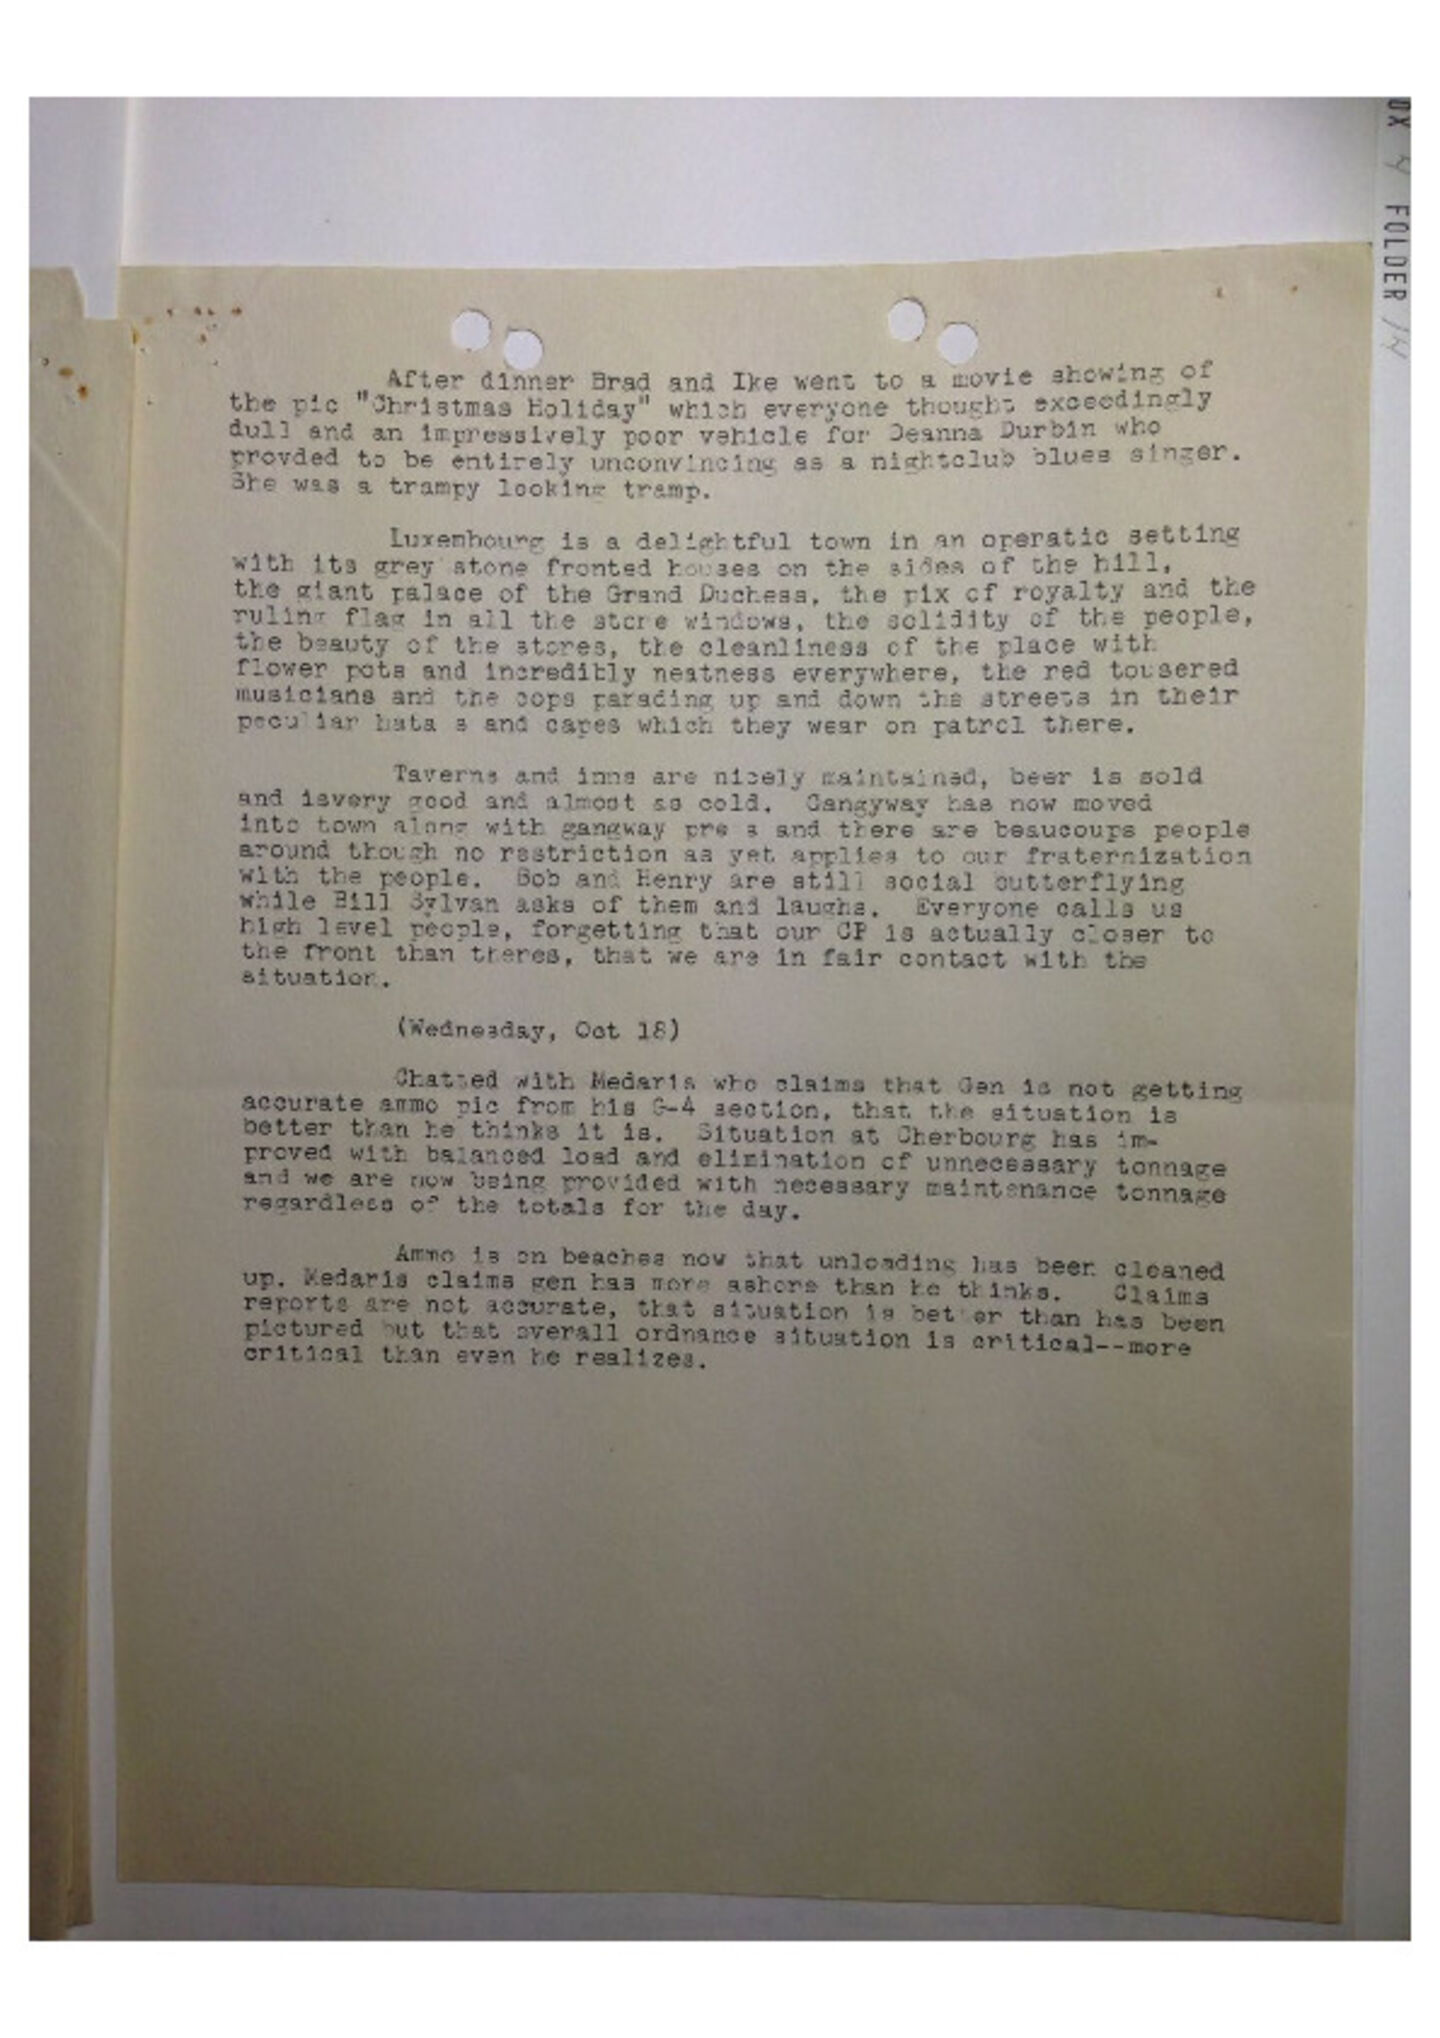 OX 4 FOLDER 14
After dinner Brad and Ike went to a movie showing of
the pic "Christmas Holiday" which everyone thought exceedingly
dull and an impressively poor vehicle for Deanna Durbin who
provded to be entirely unconvincing as a nightclub blues singer.
She was a trampy looking tramp.
Luxembourg is a delightful town in an operatic setting
with its grey stone fronted houses on the sides of the hill,
the giant palace of the Grand Duchess, the pix of royalty and the
ruling flag in all the store windows, the solidity of the people,
the beauty of the stores, the cleanliness of the place with
flower pots and incredibly neatness everywhere, the red tousered
musicians and the cops parading up and down the streets in their
peculiar hata s and capes which they wear on patrol there.
Taverns and inns are nicely maintained, beer is sold
and isvery good and almost so cold. Gangyway has now moved
into town along with gangway pre s and there are beaucoups people
around though no restriction as yet applies to our fraternization
with the people. Bob and Henry are still social butterflying
while Bill Sylvan asks of them and laughs. Everyone calls us
high level people, forgetting that our CP is actually closer to
the front than theres, that we are in fair contact with the
situation.
(Wednesday, Oct 18)
Chatted with Medaris who claims that Gen is not getting
accurate ammo pic from his G-4 section, that the situation is
better than he thinks it is. Situation at Cherbourg has im-
proved with balanced load and elimination of unnecessary tonnage
and we are now being provided with necessary maintenance tonnage
regardless of the totals for the day.
Ammo is on beaches now that unloading has been cleaned
up. Medaris claims gen has more ashore than he thinks. Claims
reports are not accurate, that situation is better than has been
pictured but that overall ordnance situation is critical--more
critical than even he realizes.